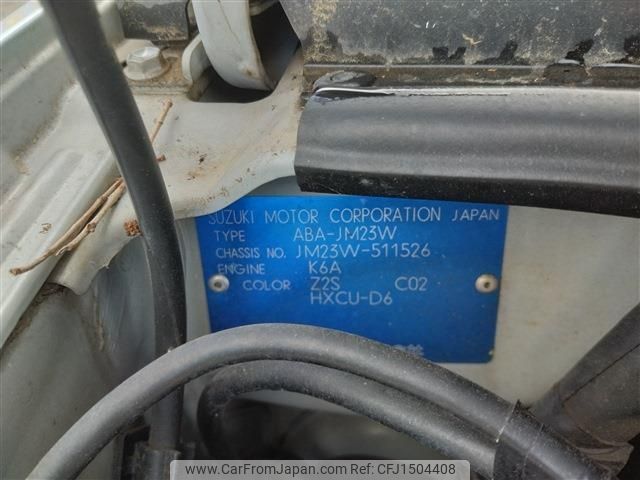 SUZUKI MOTOR CORPORATION JAPAN
TYPE ABA-JM23W
CHASSIS NO. JM23W-511526
ENGINE K6A
COLOR Z2S C02
HXCU-D6
www.CarFromJapan.com | CFJ1504408